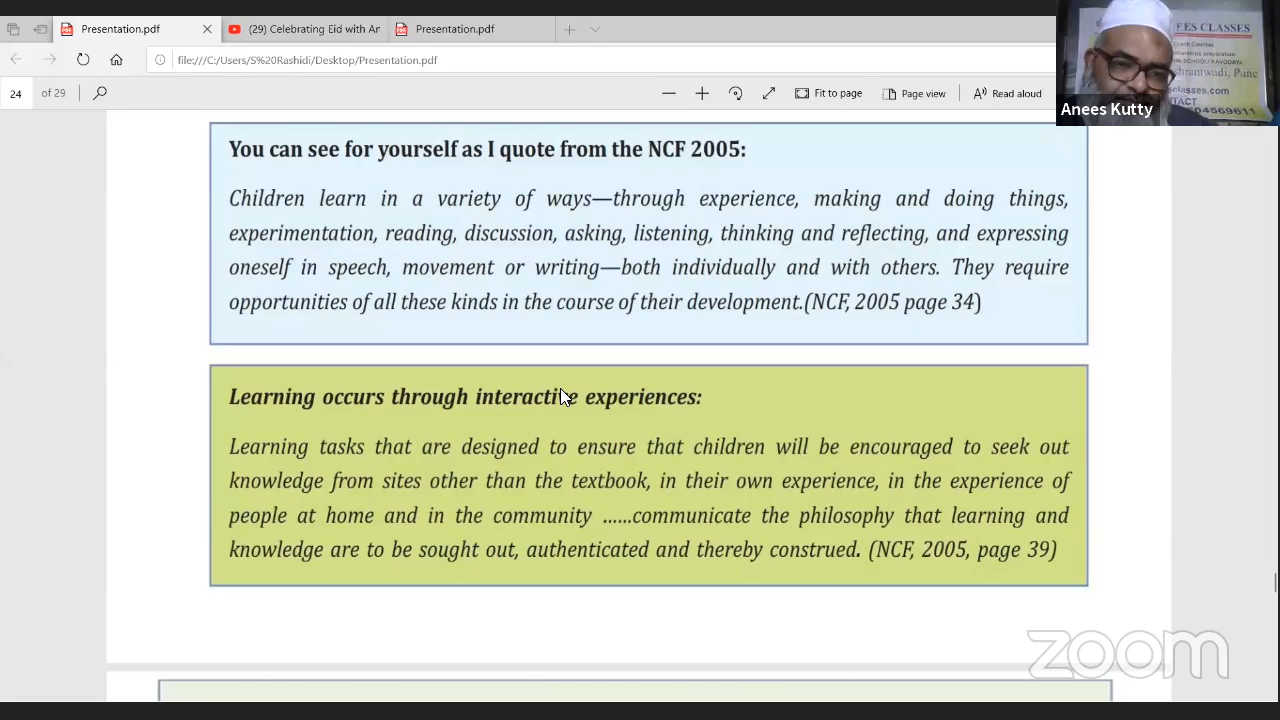 Presentation.pdf
(29) Celebrating Eid with Ar
Presentation.pdf
file:///C:/Users/S%20Rashidi/Desktop/Presentation.pdf
24 of 29
Fit to page
Page view
Read aloud
EES CLASSES
shrantwadi, Pune
sclasses.com
Anees Kutty
You can see for yourself as I quote from the NCF 2005:
Children learn in a variety of ways—through experience, making and doing things,
experimentation, reading, discussion, asking, listening, thinking and reflecting, and expressing
oneself in speech, movement or writing—both individually and with others. They require
opportunities of all these kinds in the course of their development.(NCF, 2005 page 34)
Learning occurs through interactive experiences:
Learning tasks that are designed to ensure that children will be encouraged to seek out
knowledge from sites other than the textbook, in their own experience, in the experience of
people at home and in the community ......communicate the philosophy that learning and
knowledge are to be sought out, authenticated and thereby construed. (NCF, 2005, page 39)
zoom